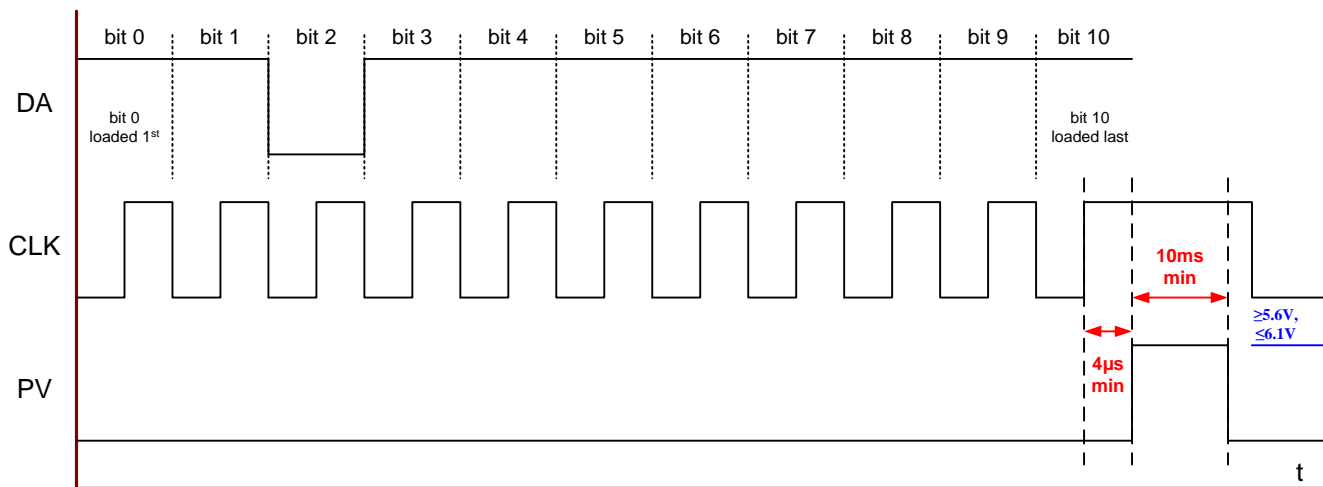 bit 0 bit 1 bit 2 bit 3 bit 4 bit 5 bit 6 bit 7 bit 8 bit 9 bit 10
DA
bit 0
loaded 1st
bit 10
loaded last
CLK
10ms
min
≥5.6V,
≤6.1V
4µs
min
PV
t